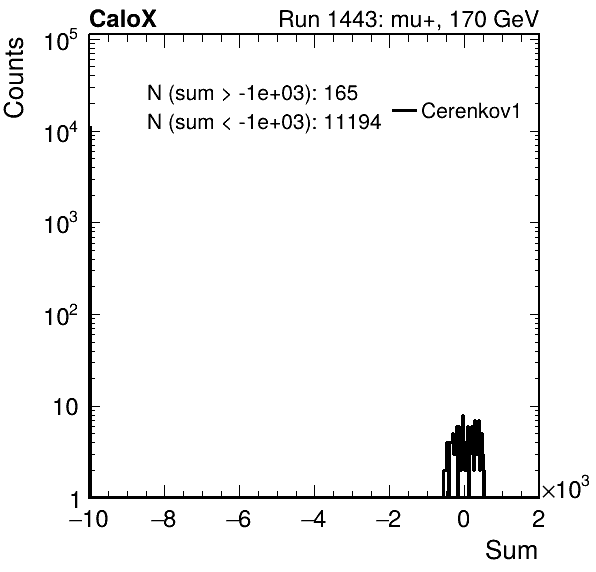 CaloX Run 1443: mu+, 170 GeV
Counts
10^5
N (sum > -1e+03): 165
N (sum < -1e+03): 11194
Cerenkov1
10^4
10^3
10^2
10
1
−10 −8 −6 −4 −2 0 2
×10^3
Sum